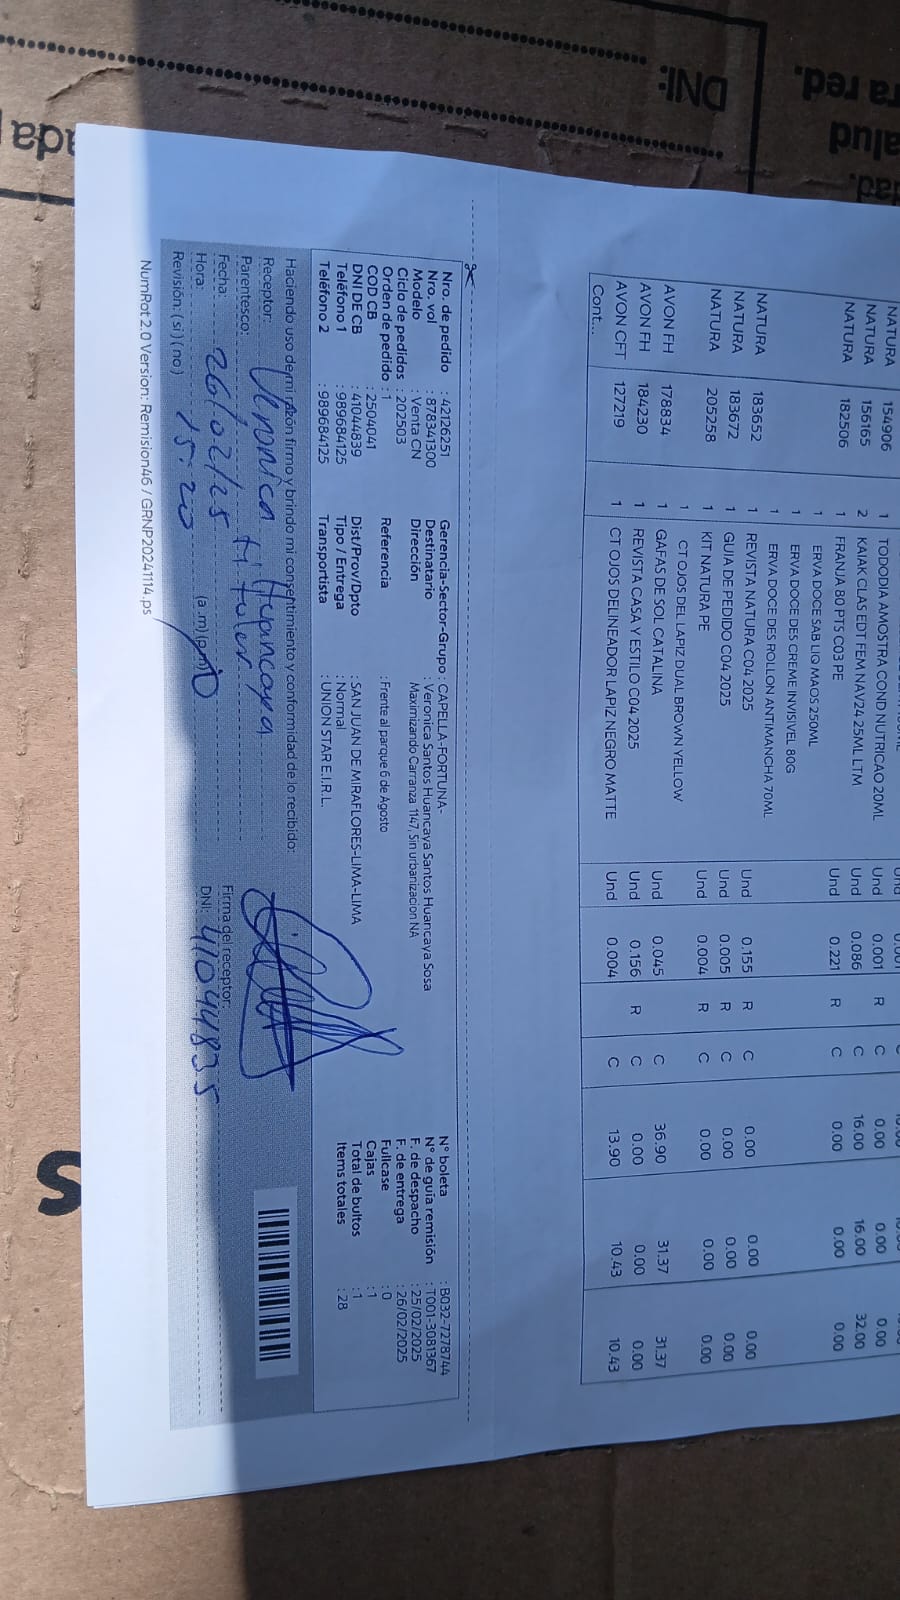 DNI:
ra red.
alud
dad.
ada
S
NATURA 154906 1 TODODIA AMOSTRA COND NUTRICAO 20ML Und 0.001 R C 0.00 0.00 0.00
NATURA 156165 2 KAIAK CLAS EDT FEM NAV24 25ML LTM Und 0.086 C 16.00 16.00 32.00
NATURA 182506 1 FRANJA 80 PTS C03 PE Und 0.221 R C 0.00 0.00 0.00
1 ERVA DOCE SAB LIQ MAOS 250ML
1 ERVA DOCE DES CREME INVISIVEL 80G
1 ERVA DOCE DES ROLLON ANTIMANCHA 70ML
NATURA 183652 1 REVISTA NATURA C04 2025 Und 0.155 R C 0.00 0.00 0.00
NATURA 183672 1 GUIA DE PEDIDO C04 2025 Und 0.005 R C 0.00 0.00 0.00
NATURA 205258 1 KIT NATURA PE Und 0.004 R C 0.00 0.00 0.00
1 CT OJOS DEL LAPIZ DUAL BROWN YELLOW
AVON FH 178834 1 GAFAS DE SOL CATALINA Und 0.045 C 36.90 31.37 31.37
AVON FH 184230 1 REVISTA CASA Y ESTILO C04 2025 Und 0.156 R C 0.00 0.00 0.00
AVON CFT 127219 1 CT OJOS DELINEADOR LAPIZ NEGRO MATTE Und 0.004 C 13.90 10.43 10.43
Cont...
Nro. de pedido : 42126251 Gerencia-Sector-Grupo : CAPELLA-FORTUNA- N° boleta : B032-7278744
Nro. vol : 878341300 Destinatario : Veronica Santos Huancaya Santos Huancaya Sosa N° de guía remisión : T001-3081367
Modelo : Venta CN Dirección Maximizando Carranza 1147, Sin urbanizacion NA F. de despacho : 25/02/2025
Ciclo de pedidos : 202503 F. de entrega : 26/02/2025
Orden de pedido : 1 Referencia : Frente al parque 6 de Agosto Fullcase : 0
COD CB : 2504041 Cajas : 1
DNI DE CB : 41044839 Dist/Prov/Dpto : SAN JUAN DE MIRAFLORES-LIMA-LIMA Total de bultos : 1
Teléfono 1 : 989684125 Tipo / Entrega : Normal Items totales : 28
Teléfono 2 : 989684125 Transportista : UNION STAR E.I.R.L.
Haciendo uso de mi razón firmo y brindo mi consentimiento y conformidad de lo recibido:
Receptor: Veronica Huancaya
Parentesco: titular
Fecha: 26/02/25 Firma del receptor:
Hora: 15:20 (a.m) (p.m) DNI: 41044835
Revisión: (si) (no)
NumRot 2.0 Version: Remision46 / GRNP20241114.ps